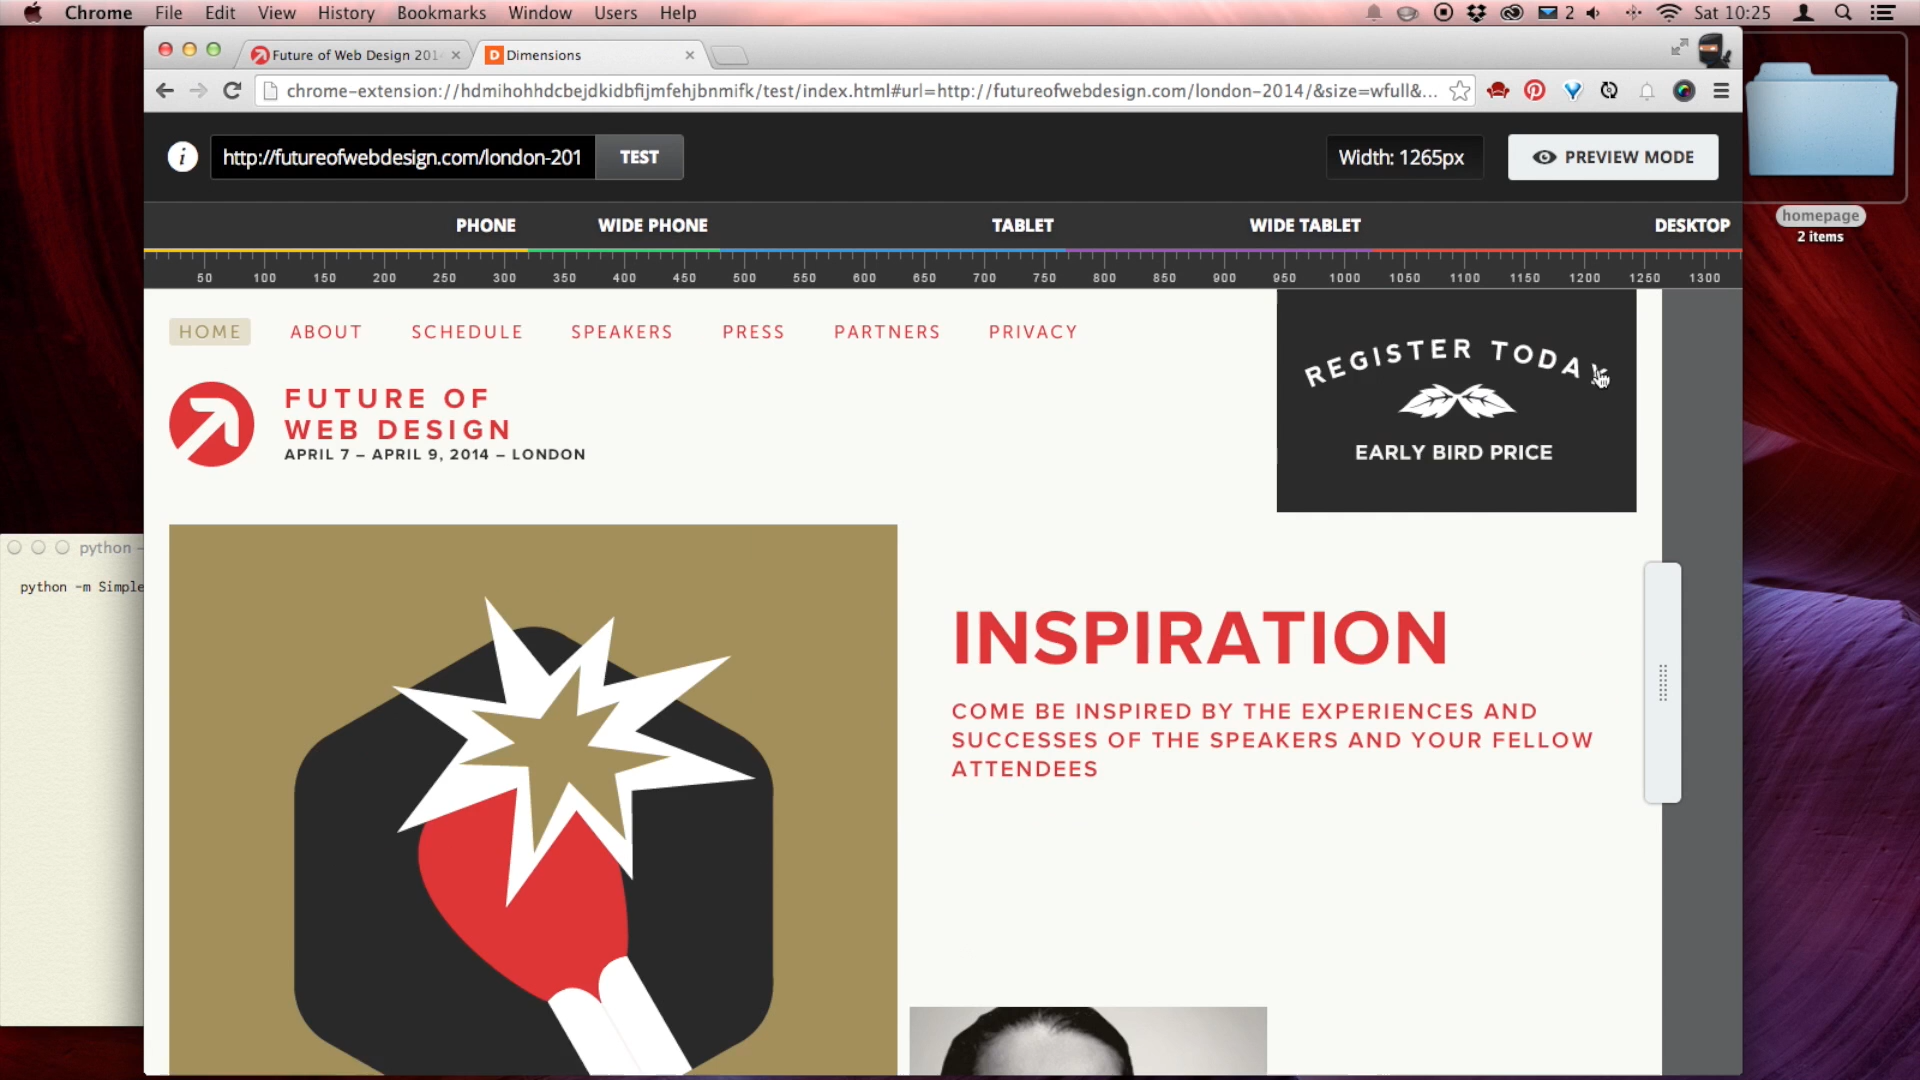 Chrome File Edit View History Bookmarks Window Users Help 2 Sat 10:25
Future of Web Design 201 Dimensions
chrome-extension://hdmihohhdcbejdkidbfijmfehjbnmifk/test/index.html#url=http://futureofwebdesign.com/london-2014/&size=wfull&...
i http://futureofwebdesign.com/london-201 TEST Width: 1265px PREVIEW MODE
homepage
2 items
PHONE WIDE PHONE TABLET WIDE TABLET DESKTOP
50 100 150 200 250 300 350 400 450 500 550 600 650 700 750 800 850 900 950 1000 1050 1100 1150 1200 1250 1300
HOME ABOUT SCHEDULE SPEAKERS PRESS PARTNERS PRIVACY
REGISTER TODAY
EARLY BIRD PRICE
FUTURE OF
WEB DESIGN
APRIL 7 – APRIL 9, 2014 – LONDON
python –
python -m Simple
INSPIRATION
COME BE INSPIRED BY THE EXPERIENCES AND
SUCCESSES OF THE SPEAKERS AND YOUR FELLOW
ATTENDEES